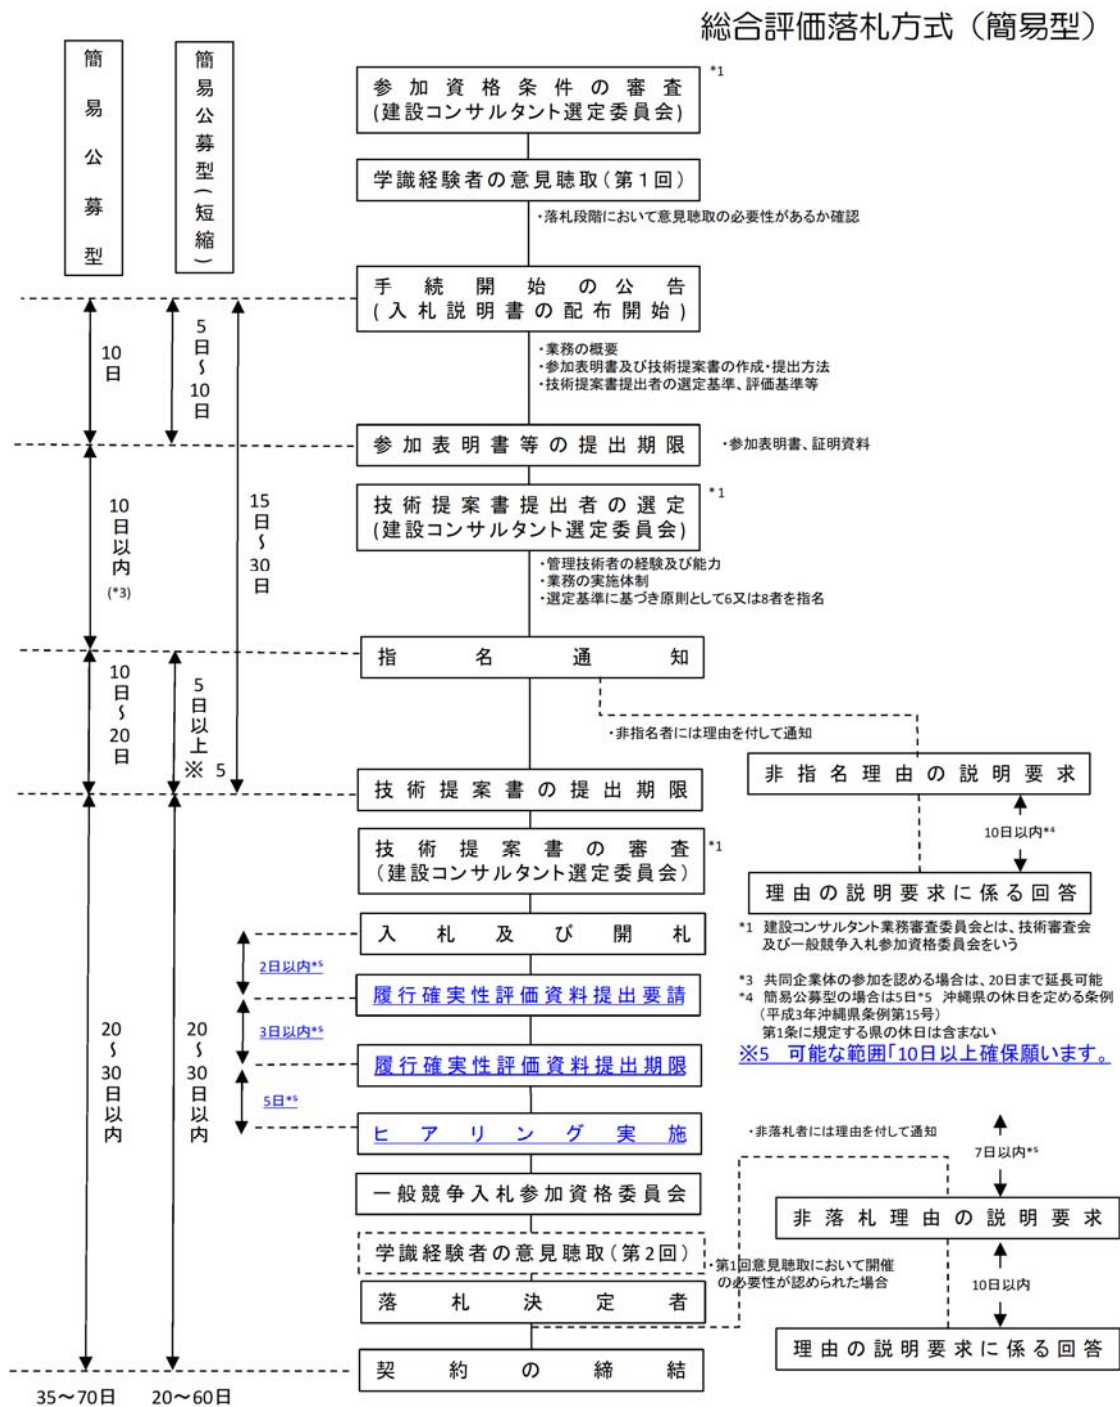 総合評価落札方式（簡易型）
簡易公募型
簡易公募型(短縮)
参加資格条件の審査
(建設コンサルタント選定委員会)
*1
学識経験者の意見聴取(第1回)
・落札段階において意見聴取の必要性があるか確認
手続開始の公告
(入札説明書の配布開始)
10日
5日～10日
15日～30日
・業務の概要
・参加表明書及び技術提案書の作成・提出方法
・技術提案書提出者の選定基準、評価基準等
参加表明書等の提出期限
・参加表明書、証明資料
10日以内
(*3)
技術提案書提出者の選定
(建設コンサルタント選定委員会)
*1
・管理技術者の経験及び能力
・業務の実施体制
・選定基準に基づき原則として6又は8者を指名
指名通知
10日～20日
5日以上
※ 5
・非指名者には理由を付して通知
非指名理由の説明要求
10日以内*4
理由の説明要求に係る回答
技術提案書の提出期限
技術提案書の審査
(建設コンサルタント選定委員会)
*1
20～30日以内
20～30日以内
入札及び開札
2日以内*5
履行確実性評価資料提出要請
3日以内*5
履行確実性評価資料提出期限
5日*5
ヒアリング実施
*1 建設コンサルタント業務審査委員会とは、技術審査会
及び一般競争入札参加資格委員会をいう
*3 共同企業体の参加を認める場合は、20日まで延長可能
*4 簡易公募型の場合は5日*5 沖縄県の休日を定める条例
(平成3年沖縄県条例第15号)
第1条に規定する県の休日は含まない
※5 可能な範囲｢10日以上確保願います。
一般競争入札参加資格委員会
学識経験者の意見聴取(第2回)
・第1回意見聴取において開催
の必要性が認められた場合
落札決定者
・非落札者には理由を付して通知
7日以内*5
非落札理由の説明要求
10日以内
理由の説明要求に係る回答
契約の締結
35～70日
20～60日